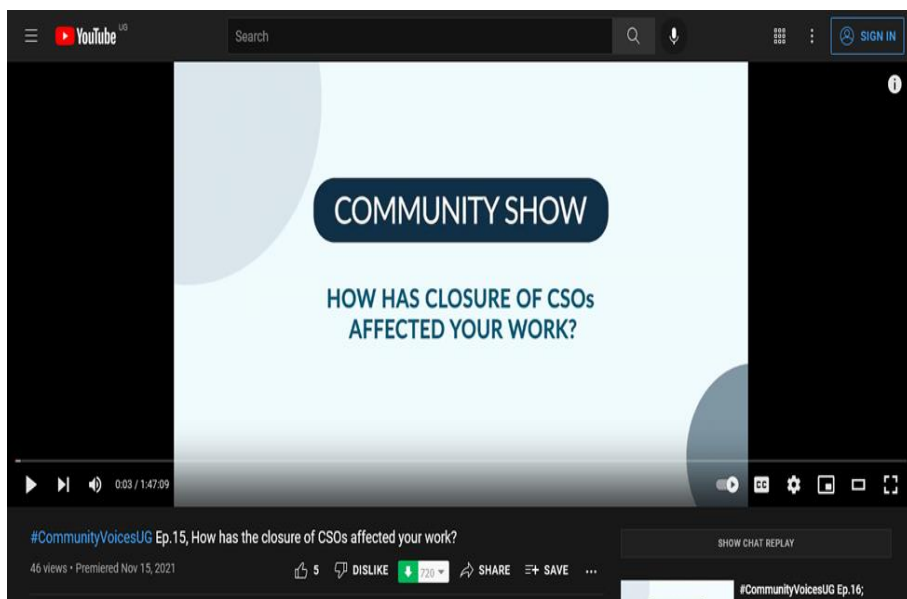 YouTube UG
Search
SIGN IN
COMMUNITY SHOW
HOW HAS CLOSURE OF CSOs
AFFECTED YOUR WORK?
0:03 / 1:47:09
CC
#CommunityVoicesUG Ep.15, How has the closure of CSOs affected your work?
46 views • Premiered Nov 15, 2021
5
DISLIKE
720
SHARE
SAVE
...
SHOW CHAT REPLAY
#CommunityVoicesUG Ep.16;